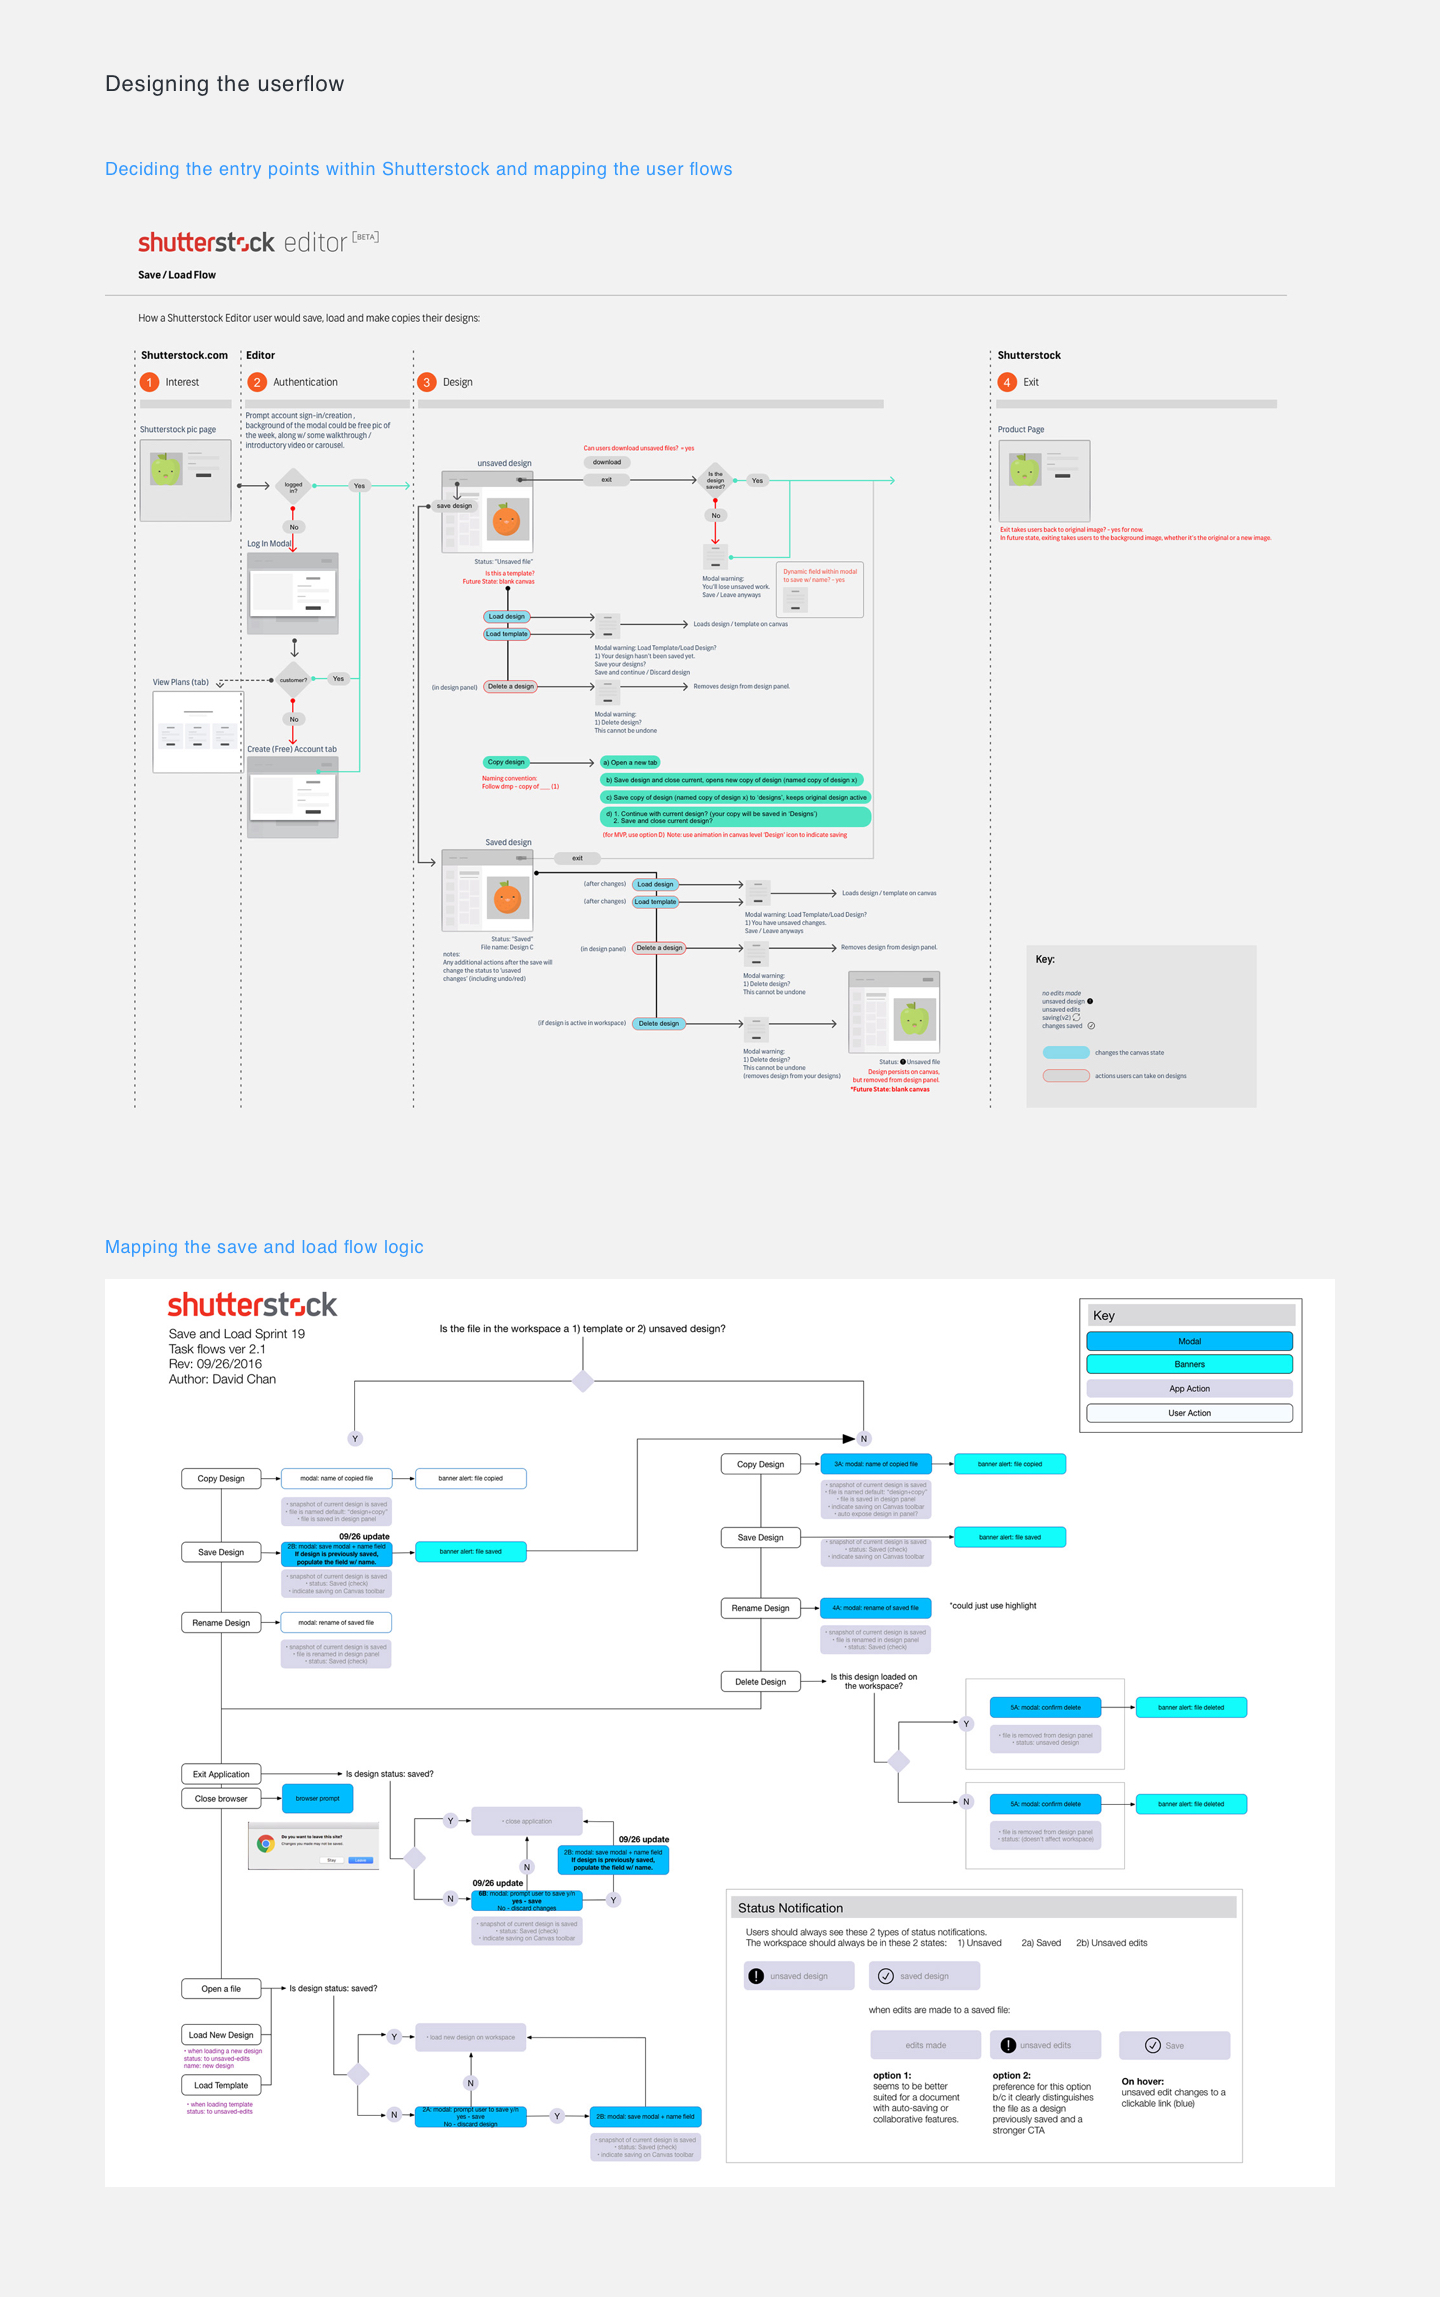 Designing the userflow
Deciding the entry points within Shutterstock and mapping the user flows
shutterstock editor [BETA]
Save / Load Flow
How a Shutterstock Editor user would save, load and make copies their designs:
Shutterstock.com
Editor
Shutterstock
1 Interest
2 Authentication
3 Design
4 Exit
Shutterstock pic page
Prompt account sign-in/creation ,
background of the modal could be free pic of
the week, along w/ some walkthrough /
introductory video or carousel.
logged
in?
Yes
No
Log In Modal
customer?
Yes
No
View Plans (tab)
Create (Free) Account tab
unsaved design
Can users download unsaved files? = yes
download
exit
save design
Is the
design
saved?
Yes
No
Status: "Unsaved file"
Is this a template?
Future State: blank canvas
Modal warning:
You'll lose unsaved work.
Save / Leave anyways
Dynamic field within modal
to save w/ name? - yes
Load design
Load template
Loads design / template on canvas
Modal warning: Load Template/Load Design?
1) Your design hasn't been saved yet.
Save your designs?
Save and continue / Discard design
(in design panel)
Delete a design
Removes design from design panel.
Modal warning:
1) Delete design?
This cannot be undone
Copy design
a) Open a new tab
Naming convention:
Follow dmp - copy of ___ (1)
b) Save design and close current, opens new copy of design (named copy of design x)
c) Save copy of design (named copy of design x) to 'designs', keeps original design active
d) 1. Continue with current design? (your copy will be saved in 'Designs')
2. Save and close current design?
(for MVP, use option D) Note: use animation in canvas level 'Design' icon to indicate saving
Saved design
exit
Status: "Saved"
File name: Design C
notes:
Any additional actions after the save will
change the status to 'usaved
changes' (including undo/red)
(after changes)
Load design
(after changes)
Load template
Loads design / template on canvas
Modal warning: Load Template/Load Design?
1) You have unsaved changes.
Save / Leave anyways
(in design panel)
Delete a design
Removes design from design panel.
Modal warning:
1) Delete design?
This cannot be undone
(if design is active in workspace)
Delete design
Modal warning:
1) Delete design?
This cannot be undone
(removes design from your designs)
Status: ! Unsaved file
Design persists on canvas,
but removed from design panel.
*Future State: blank canvas
Product Page
Exit takes users back to original image? - yes for now.
In future state, exiting takes users to the background image, whether it's the original or a new image.
Key:
no edits made
unsaved design !
unsaved edits
saving(v2)
changes saved
changes the canvas state
actions users can take on designs
Mapping the save and load flow logic
shutterstock
Save and Load Sprint 19
Task flows ver 2.1
Rev: 09/26/2016
Author: David Chan
Is the file in the workspace a 1) template or 2) unsaved design?
Key
Modal
Banners
App Action
User Action
Y
N
Copy Design
modal: name of copied file
banner alert: file copied
• snapshot of current design is saved
• file is named default: "design+copy"
• file is saved in design panel
09/26 update
Save Design
2B: modal: save modal + name field
If design is previously saved,
populate the field w/ name.
banner alert: file saved
• snapshot of current design is saved
• status: Saved (check)
• indicate saving on Canvas toolbar
Rename Design
modal: rename of saved file
• snapshot of current design is saved
• file is renamed in design panel
• status: Saved (check)
Copy Design
3A: modal: name of copied file
banner alert: file copied
• snapshot of current design is saved
• file is named default: "design+copy"
• file is saved in design panel
• indicate saving on Canvas toolbar
• auto expose design in panel?
Save Design
banner alert: file saved
• snapshot of current design is saved
• status: Saved (check)
• indicate saving on Canvas toolbar
Rename Design
4A: modal: rename of saved file
*could just use highlight
• snapshot of current design is saved
• file is renamed in design panel
• status: Saved (check)
Delete Design
Is this design loaded on
the workspace?
Y
5A: modal: confirm delete
banner alert: file deleted
• file is removed from design panel
• status: unsaved design
N
5A: modal: confirm delete
banner alert: file deleted
• file is removed from design panel
• status: (doesn't affect workspace)
Exit Application
Is design status: saved?
Close browser
browser prompt
Do you want to leave this site?
Changes you made may not be saved.
Stay
Leave
Y
• close application
09/26 update
2B: modal: save modal + name field
If design is previously saved,
populate the field w/ name.
N
09/26 update
N
6B: modal: prompt user to save y/n
yes - save
No - discard changes
Y
• snapshot of current design is saved
• status: Saved (check)
• indicate saving on Canvas toolbar
Open a file
Is design status: saved?
Load New Design
• when loading a new design
status: to unsaved-edits
name: new design
Load Template
• when loading template
status: to unsaved-edits
Y
• load new design on workspace
N
N
2A: modal: prompt user to save y/n
yes - save
No - discard design
Y
2B: modal: save modal + name field
• snapshot of current design is saved
• status: Saved (check)
• indicate saving on Canvas toolbar
Status Notification
Users should always see these 2 types of status notifications.
The workspace should always be in these 2 states: 1) Unsaved 2a) Saved 2b) Unsaved edits
! unsaved design
saved design
when edits are made to a saved file:
edits made
! unsaved edits
Save
option 1:
seems to be better
suited for a document
with auto-saving or
collaborative features.
option 2:
preference for this option
b/c it clearly distinguishes
the file as a design
previously saved and a
stronger CTA
On hover:
unsaved edit changes to a
clickable link (blue)